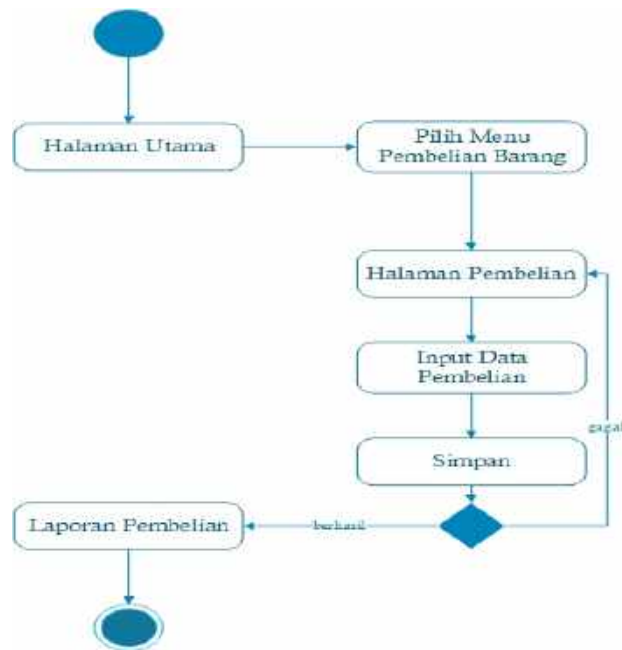 Halaman Utama
Pilih Menu
Pembelian Barang
Halaman Pembelian
Input Data
Pembelian
Simpan
gagal
berhasil
Laporan Pembelian